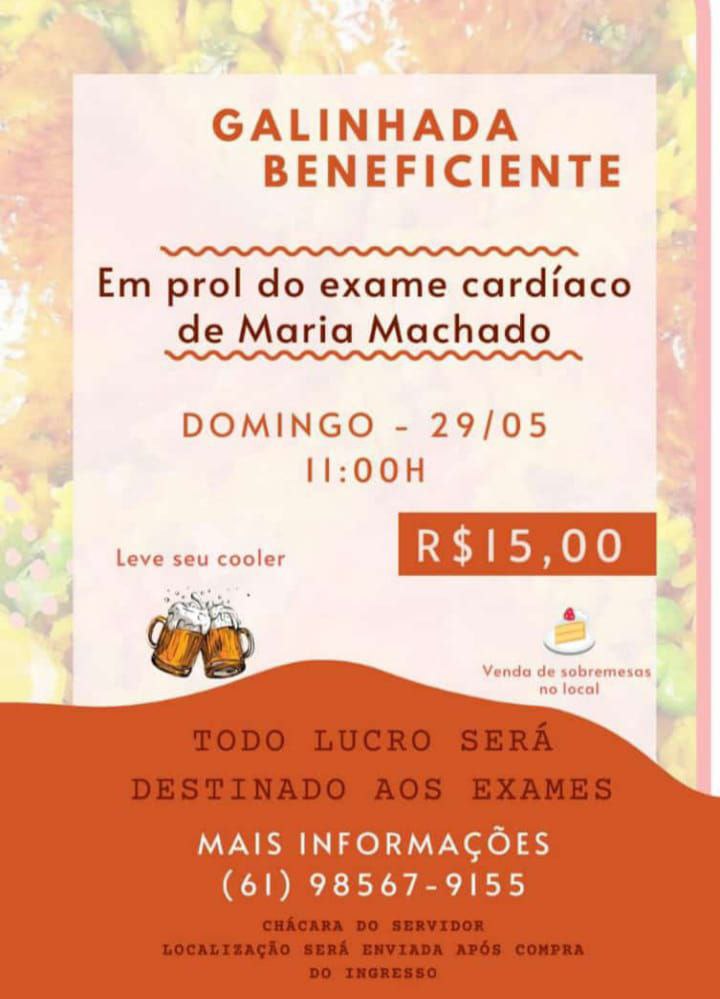 GALINHADA
BENEFICIENTE
Em prol do exame cardíaco
de Maria Machado
DOMINGO - 29/05
11:00H
R$15,00
Leve seu cooler
Venda de sobremesas
no local
TODO LUCRO SERÁ
DESTINADO AOS EXAMES
MAIS INFORMAÇÕES
(61) 98567-9155
CHÁCARA DO SERVIDOR
LOCALIZAÇÃO SERÁ ENVIADA APÓS COMPRA
DO INGRESSO